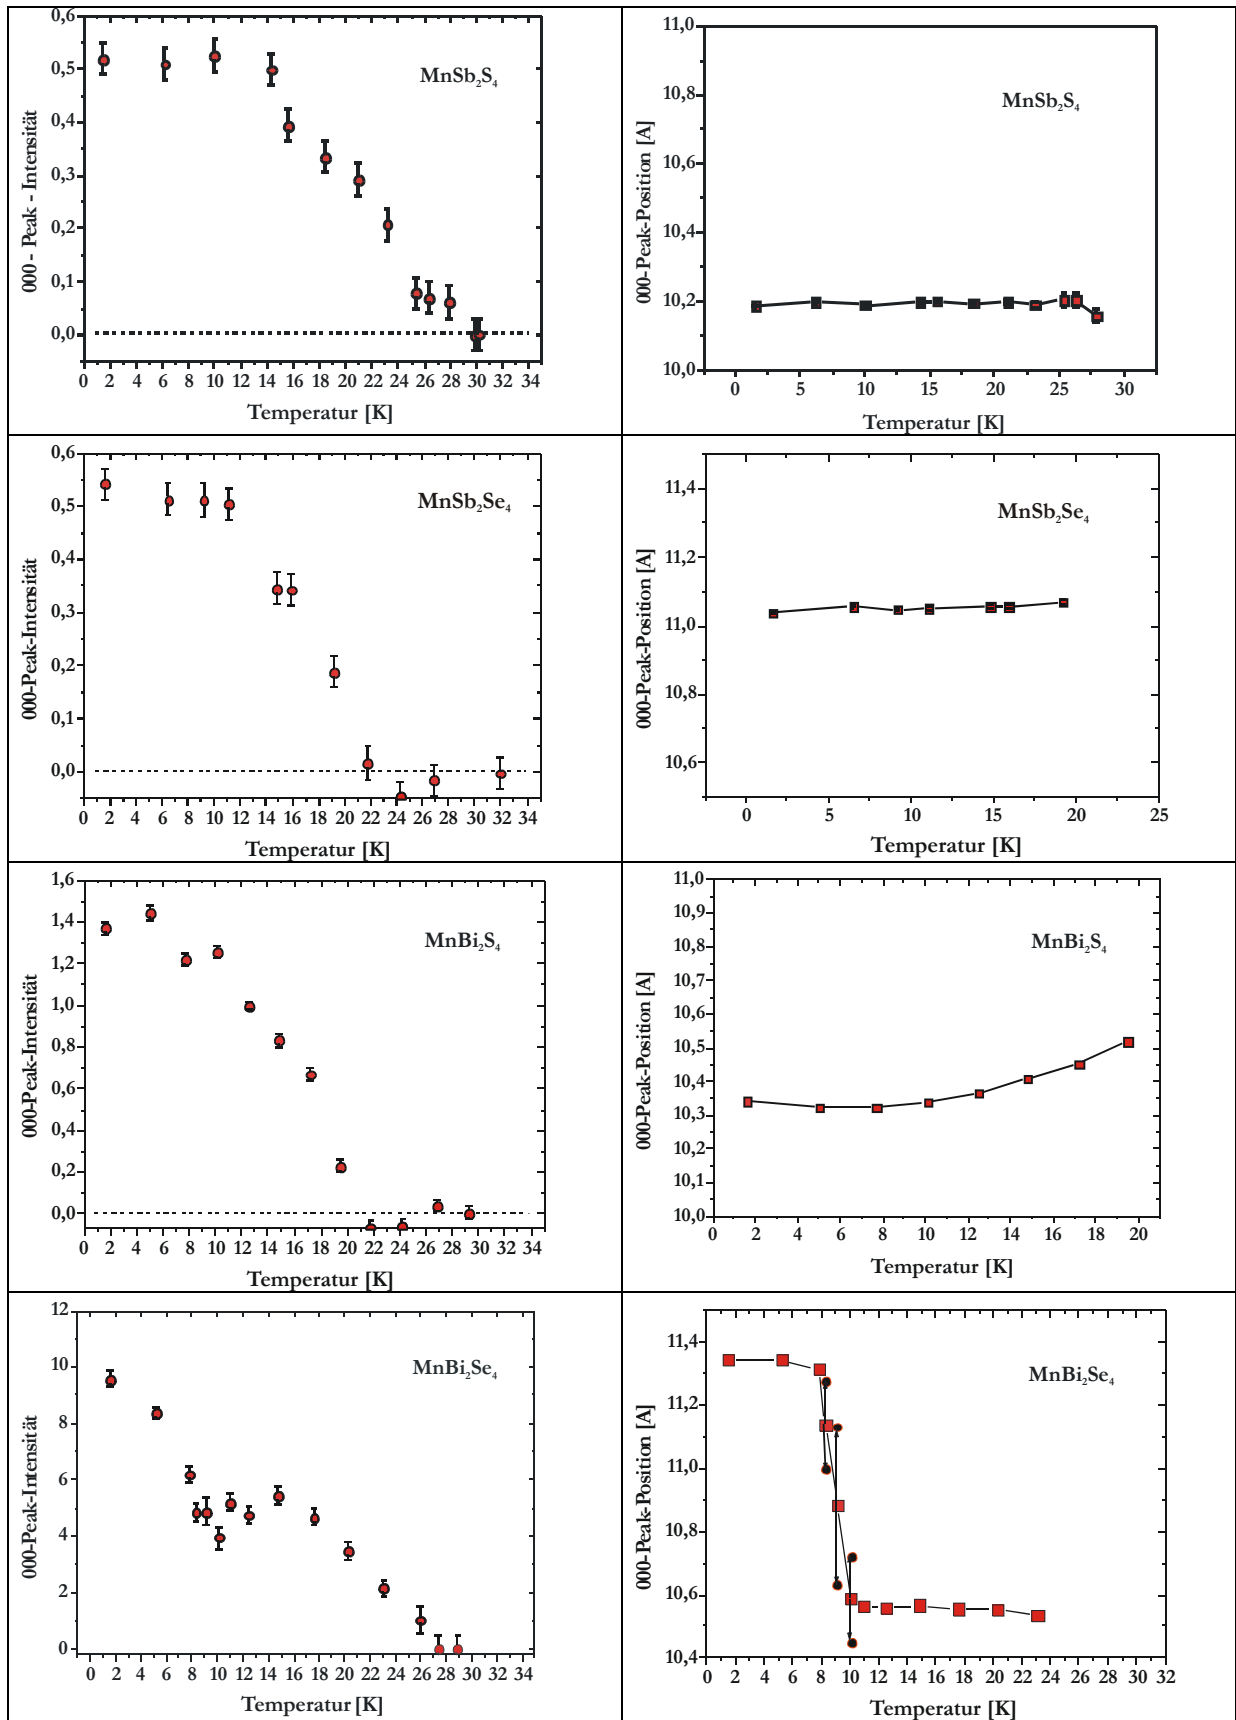 0,6
0,5
0,4
0,3
0,2
0,1
0,0
000 - Peak - Intensität
MnSb₂S₄
0 2 4 6 8 10 12 14 16 18 20 22 24 26 28 30 32 34
Temperatur [K]
11,0
10,8
10,6
10,4
10,2
10,0
000-Peak-Position [A]
MnSb₂S₄
0 5 10 15 20 25 30
Temperatur [K]
0,6
0,5
0,4
0,3
0,2
0,1
0,0
000-Peak-Intensität
MnSb₂Se₄
0 2 4 6 8 10 12 14 16 18 20 22 24 26 28 30 32 34
Temperatur [K]
11,4
11,2
11,0
10,8
10,6
000-Peak-Position [A]
MnSb₂Se₄
0 5 10 15 20 25
Temperatur [K]
1,6
1,4
1,2
1,0
0,8
0,6
0,4
0,2
0,0
000-Peak-Intensität
MnBi₂S₄
0 2 4 6 8 10 12 14 16 18 20 22 24 26 28 30 32 34
Temperatur [K]
11,0
10,9
10,8
10,7
10,6
10,5
10,4
10,3
10,2
10,1
10,0
000-Peak-Position [A]
MnBi₂S₄
0 2 4 6 8 10 12 14 16 18 20
Temperatur [K]
12
10
8
6
4
2
0
000-Peak-Intensität
MnBi₂Se₄
0 2 4 6 8 10 12 14 16 18 20 22 24 26 28 30 32
Temperatur [K]
11,4
11,2
11,0
10,8
10,6
10,4
000-Peak-Position [A]
MnBi₂Se₄
0 2 4 6 8 10 12 14 16 18 20 22 24 26 28 30 32
Temperatur [K]